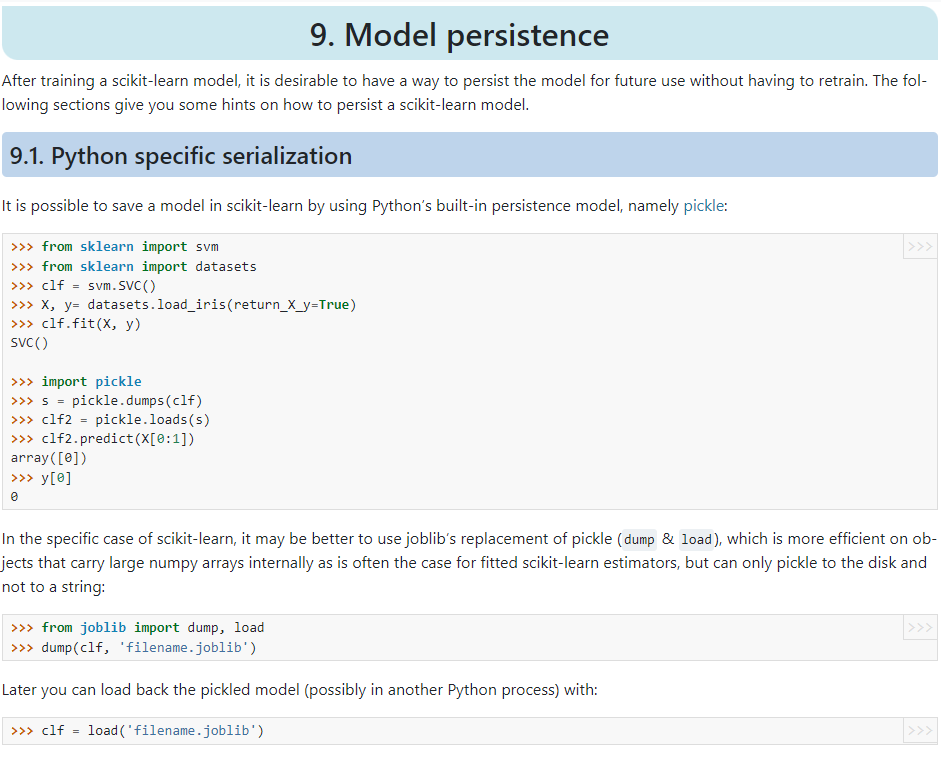 9. Model persistence
After training a scikit-learn model, it is desirable to have a way to persist the model for future use without having to retrain. The fol-
lowing sections give you some hints on how to persist a scikit-learn model.
9.1. Python specific serialization
It is possible to save a model in scikit-learn by using Python's built-in persistence model, namely pickle:
>>> from sklearn import svm
>>>
>>> from sklearn import datasets
>>> clf = svm.SVC()
>>> X, y= datasets.load_iris(return_X_y=True)
>>> clf.fit(X, y)
SVC()
>>> import pickle
>>> s = pickle.dumps(clf)
>>> clf2 = pickle.loads(s)
>>> clf2.predict(X[0:1])
array([0])
>>> y[0]
0
In the specific case of scikit-learn, it may be better to use joblib's replacement of pickle (dump & load), which is more efficient on ob-
jects that carry large numpy arrays internally as is often the case for fitted scikit-learn estimators, but can only pickle to the disk and
not to a string:
>>> from joblib import dump, load
>>>
>>> dump(clf, 'filename.joblib')
Later you can load back the pickled model (possibly in another Python process) with:
>>> clf = load('filename.joblib')
>>>